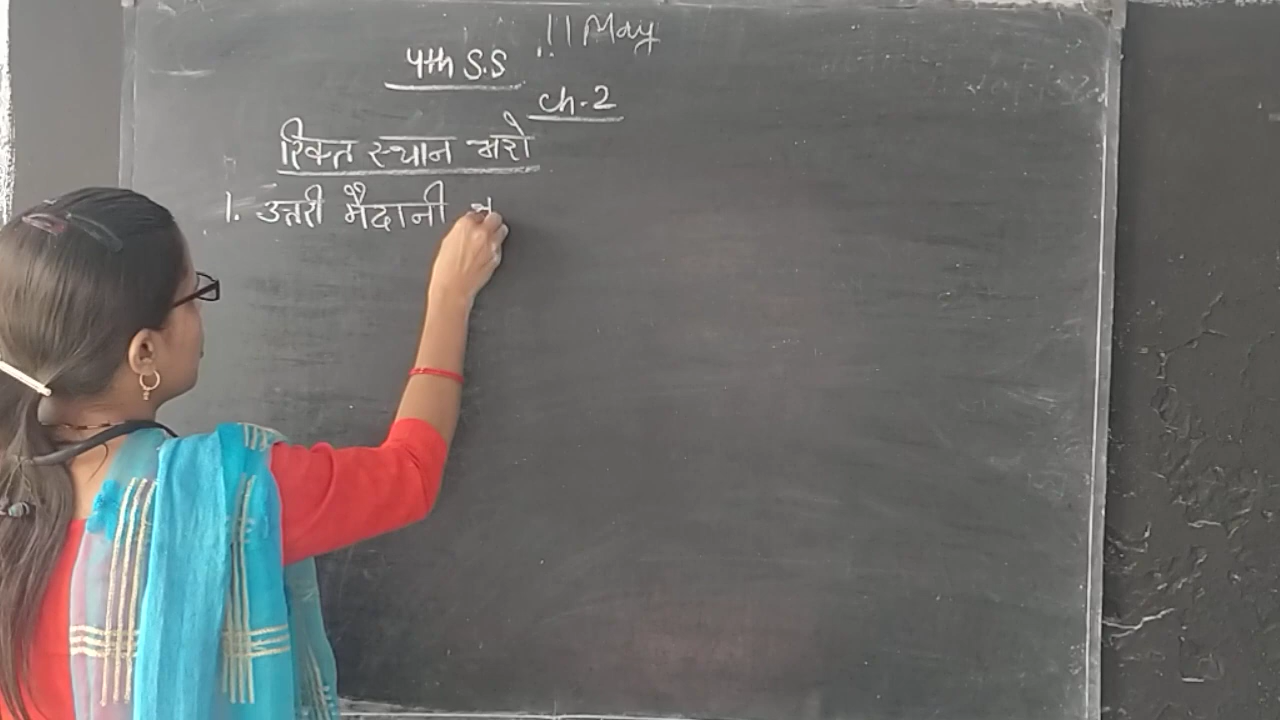 11 May
4th S.S
Ch-2
रिक्त स्थान भरो
1. उत्तरी मैदानी